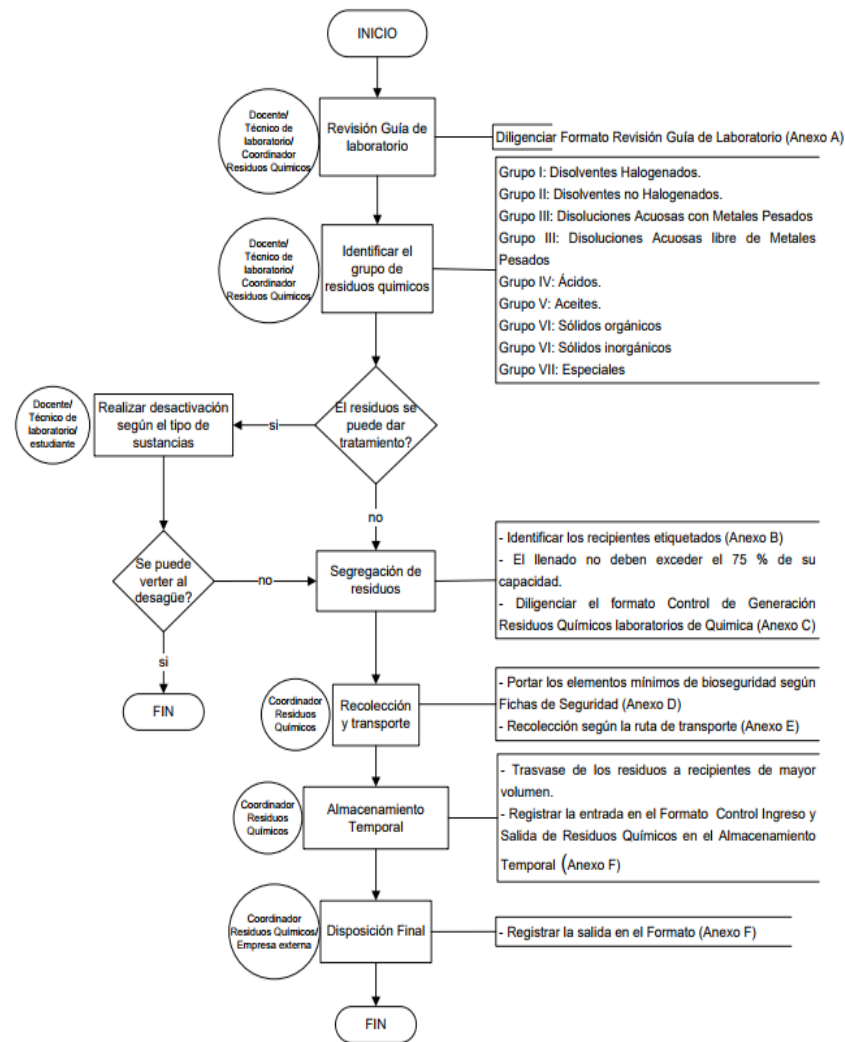 INICIO
Docente/
Técnico de
laboratorio/
Coordinador
Residuos Quimicos
Revisión Guía de
laboratorio
Diligenciar Formato Revisión Guía de Laboratorio (Anexo A)
Docente/
Técnico de
laboratorio/
Coordinador
Residuos Quimicos
Identificar el
grupo de
residuos quimicos
Grupo I: Disolventes Halogenados.
Grupo II: Disolventes no Halogenados.
Grupo III: Disoluciones Acuosas con Metales Pesados
Grupo III: Disoluciones Acuosas libre de Metales
Pesados
Grupo IV: Ácidos.
Grupo V: Aceites.
Grupo VI: Sólidos orgánicos
Grupo VI: Sólidos inorgánicos
Grupo VII: Especiales
Docente/
Técnico de
laboratorio/
estudiante
Realizar desactivación
según el tipo de
sustancias
si
El residuos se
puede dar
tratamiento?
no
Se puede
verter al
desagüe?
no
si
FIN
Segregación de
residuos
- Identificar los recipientes etiquetados (Anexo B)
- El llenado no deben exceder el 75 % de su
capacidad.
- Diligenciar el formato Control de Generación
Residuos Químicos laboratorios de Quimica (Anexo C)
Coordinador
Residuos
Químicos
Recolección
y transporte
- Portar los elementos mínimos de bioseguridad según
Fichas de Seguridad (Anexo D)
- Recolección según la ruta de transporte (Anexo E)
Coordinador
Residuos
Químicos
Almacenamiento
Temporal
- Trasvase de los residuos a recipientes de mayor
volumen.
- Registrar la entrada en el Formato Control Ingreso y
Salida de Residuos Químicos en el Almacenamiento
Temporal (Anexo F)
Coordinador
Residuos Químicos/
Empresa externa
Disposición Final
- Registrar la salida en el Formato (Anexo F)
FIN